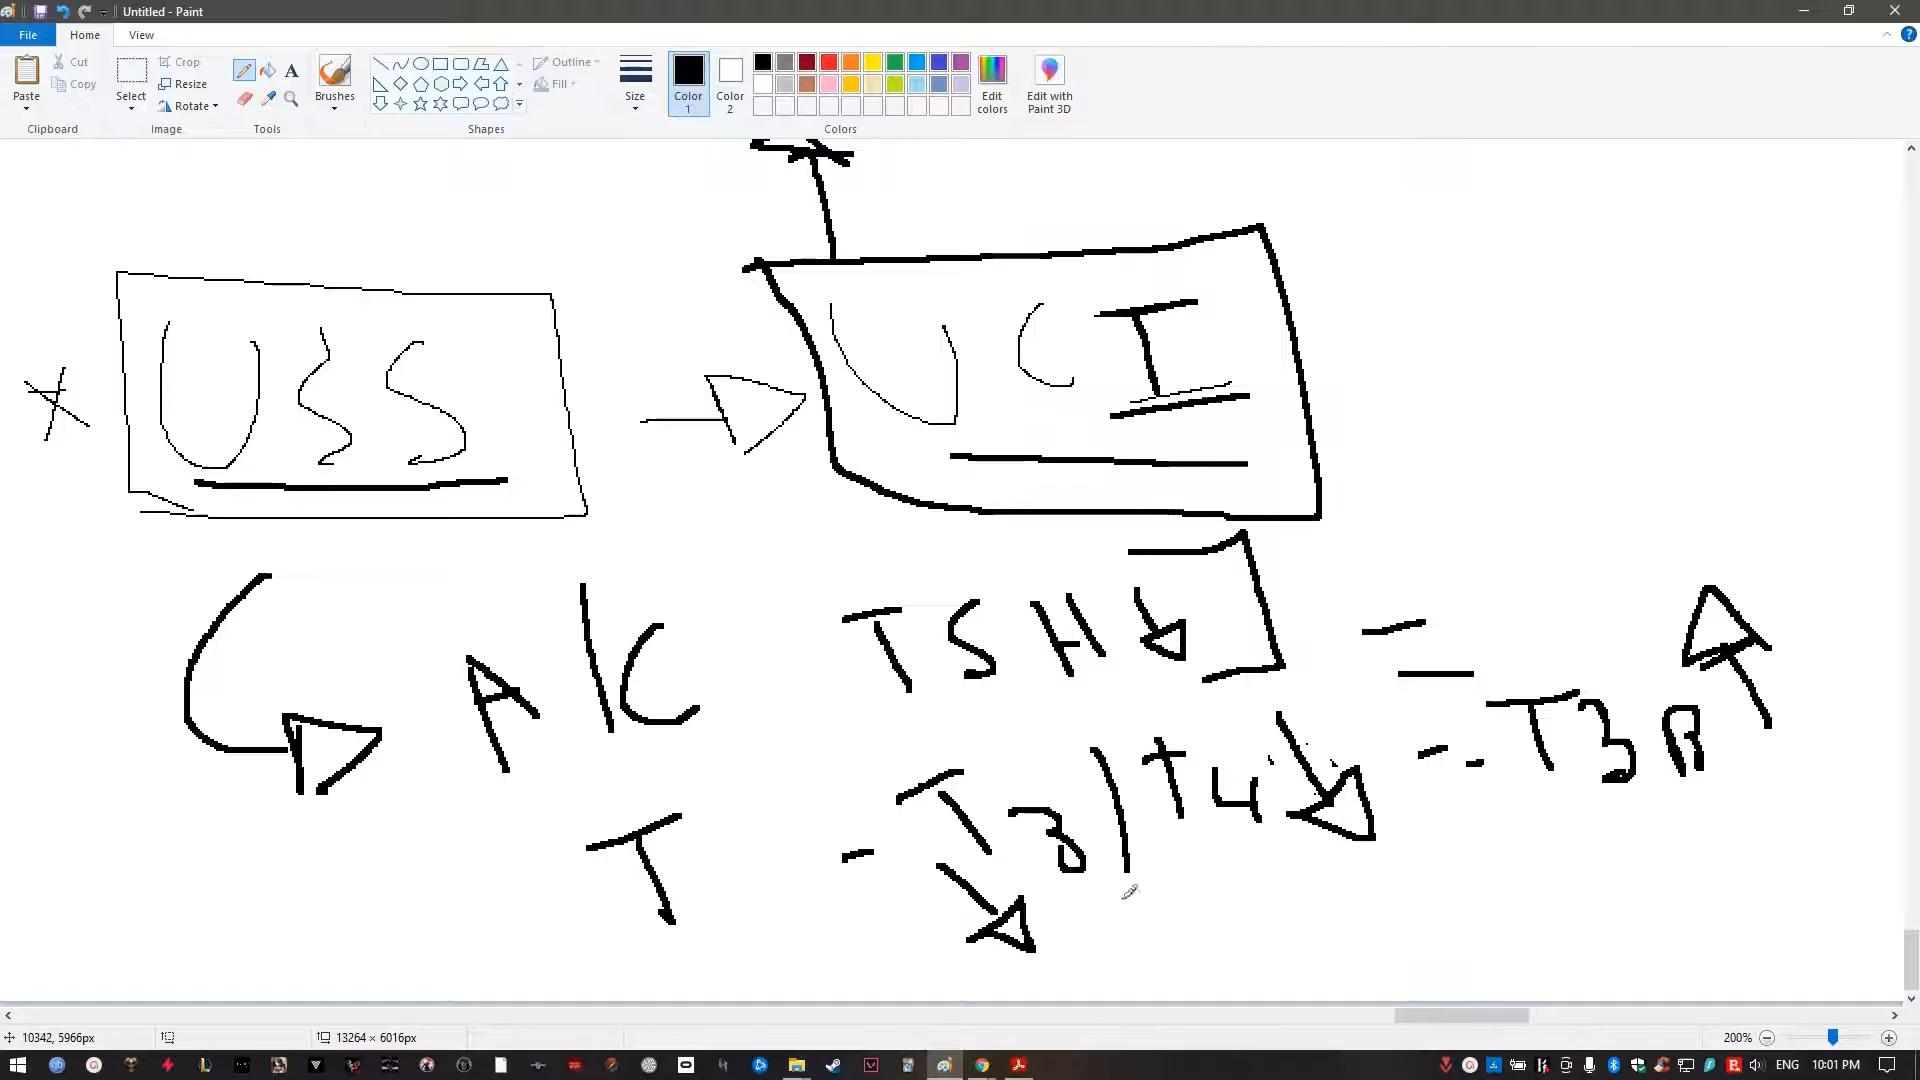 Untitled - Paint
File Home View
Paste
Cut
Copy
Clipboard
Select
Crop
Resize
Rotate
Image
Tools
Brushes
Shapes
Outline
Fill
Size
Color 1
Color 2
Edit colors
Edit with Paint 3D
Colors
UCI
TSH
T3/T4
T3R
T
10342, 5966px
13264 × 6016px
200%
ENG 10:01 PM